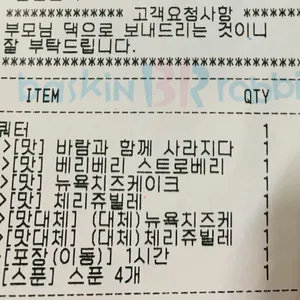 ************* 고객요청사항 *************
부모님 댁으로 보내드리는 것이니
잘 부탁드립니다.
****************************************
baskin BR robbins
ITEM QTY
쿼터 1
>[맛] 바람과 함께 사라지다 1
>[맛] 베리베리 스트로베리 1
>[맛] 뉴욕치즈케이크 1
>[맛] 체리쥬빌레 1
>[맛대체] (대체)뉴욕치즈케 1
>[맛대체] (대체)체리쥬빌레 1
>[포장(이동)] 1시간 1
[스푼] 스푼 4개 1